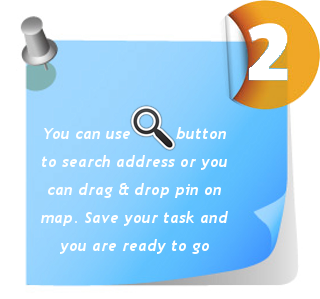 2
You can use button
to search address or you
can drag & drop pin on
map. Save your task and
you are ready to go